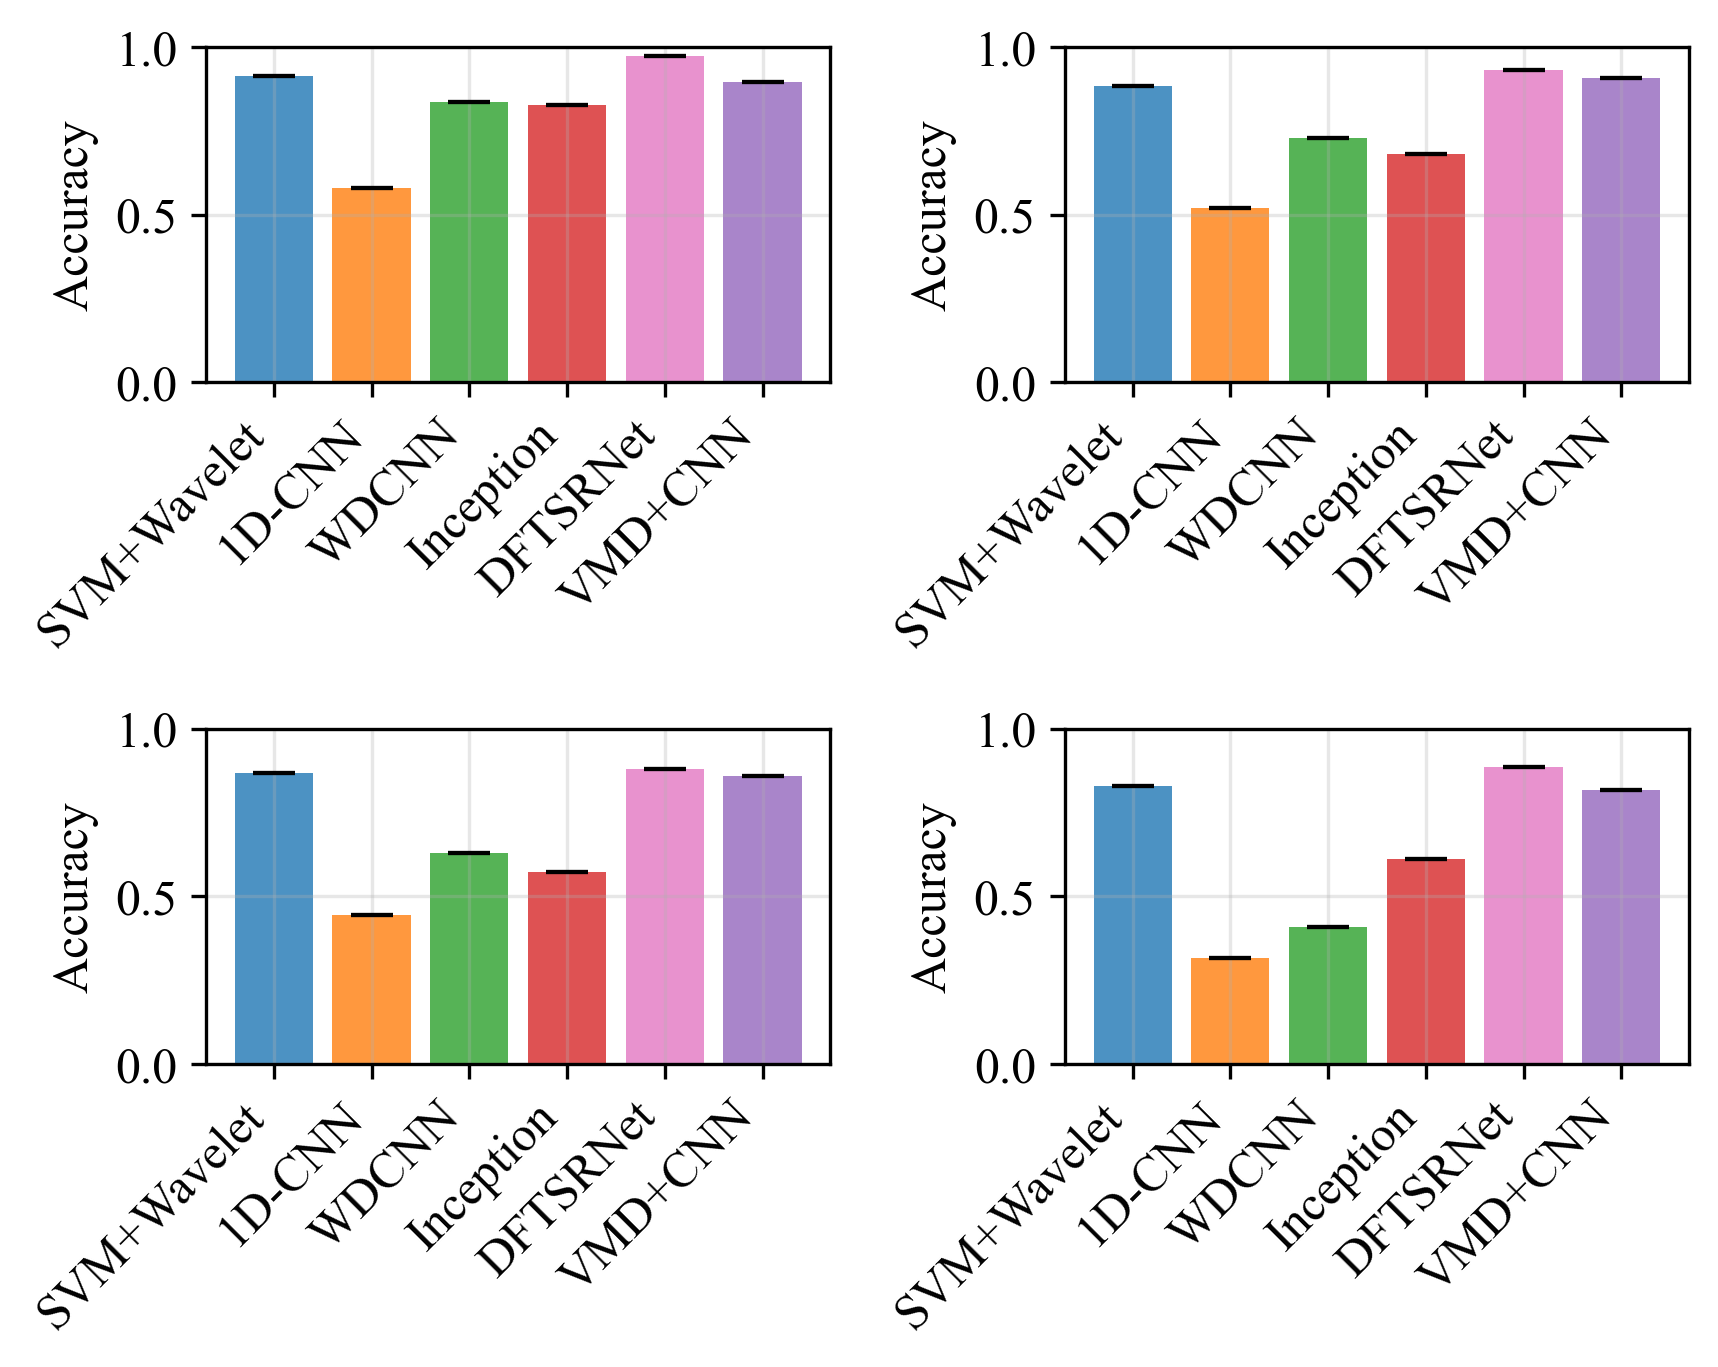 Accuracy
1.0
0.5
0.0
SVM+Wavelet
1D-CNN
WDCNN
Inception
DFTSRNet
VMD+CNN
Accuracy
1.0
0.5
0.0
SVM+Wavelet
1D-CNN
WDCNN
Inception
DFTSRNet
VMD+CNN
Accuracy
1.0
0.5
0.0
SVM+Wavelet
1D-CNN
WDCNN
Inception
DFTSRNet
VMD+CNN
Accuracy
1.0
0.5
0.0
SVM+Wavelet
1D-CNN
WDCNN
Inception
DFTSRNet
VMD+CNN